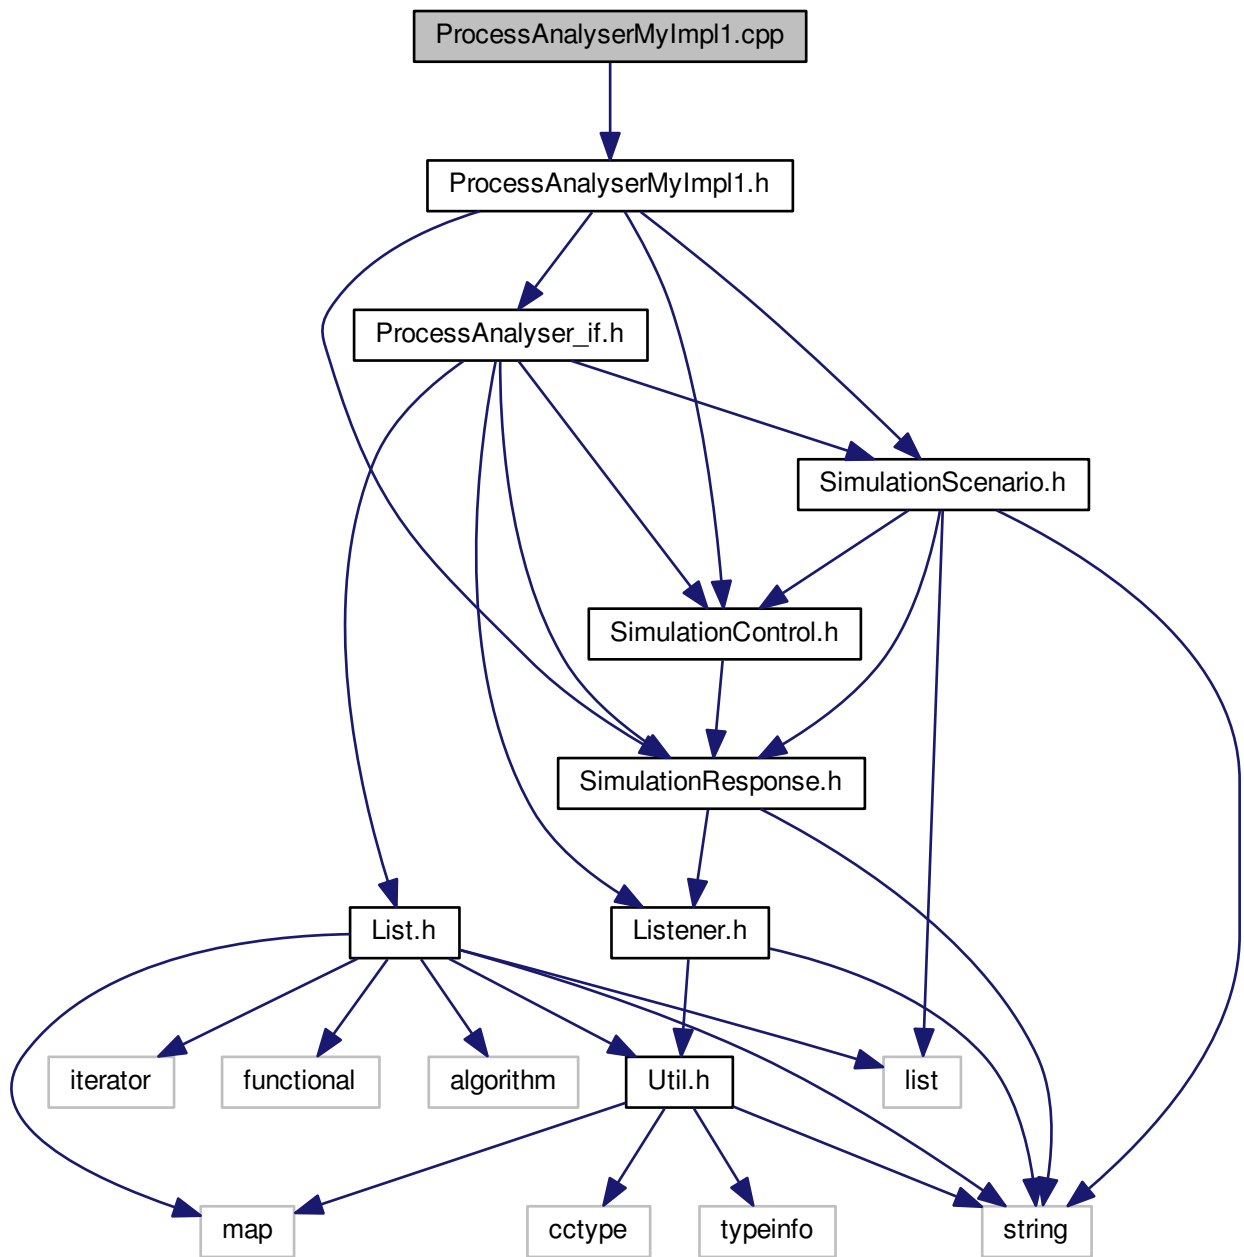 ProcessAnalyserMyImpl1.cpp
ProcessAnalyserMyImpl1.h
ProcessAnalyser_if.h
SimulationScenario.h
SimulationControl.h
SimulationResponse.h
List.h
Listener.h
iterator
functional
algorithm
Util.h
list
map
cctype
typeinfo
string